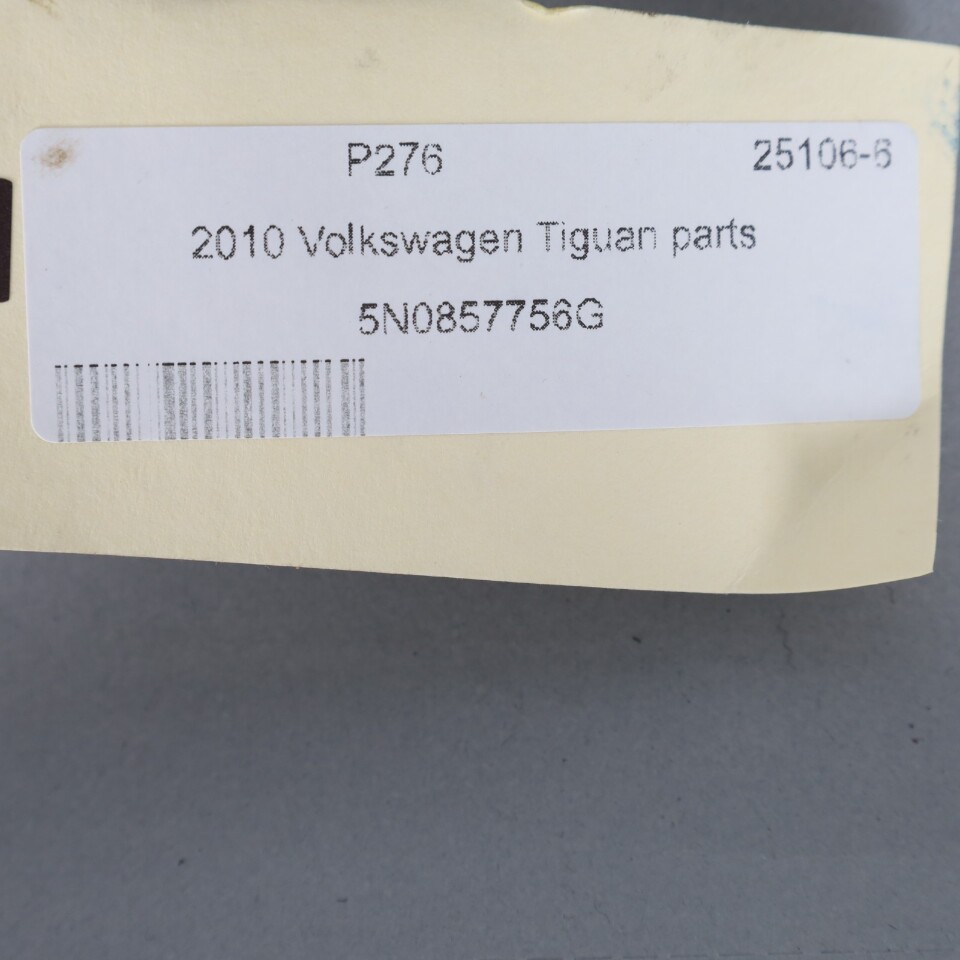 P276 25106-6
2010 Volkswagen Tiguan parts
5N0857756G